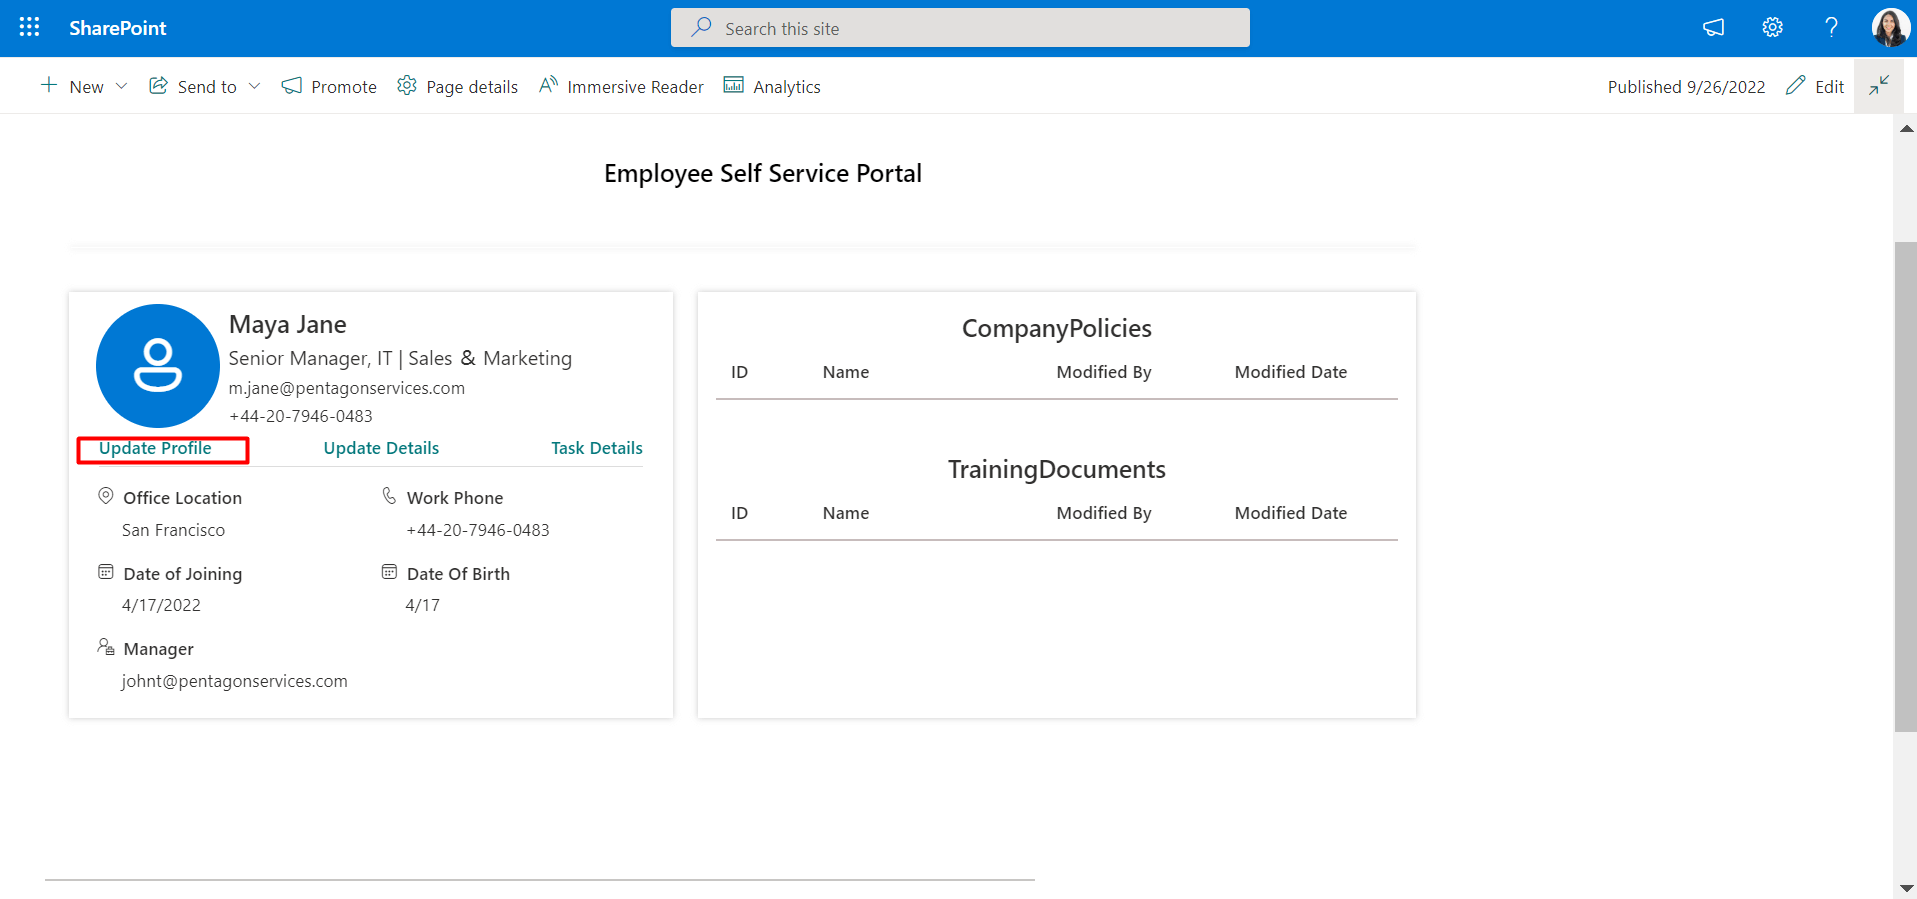 SharePoint
Search this site
New
Send to
Promote
Page details
Immersive Reader
Analytics
Published 9/26/2022
Edit
Employee Self Service Portal
Maya Jane
Senior Manager, IT | Sales & Marketing
m.jane@pentagonservices.com
+44-20-7946-0483
Update Profile
Update Details
Task Details
Office Location
San Francisco
Work Phone
+44-20-7946-0483
Date of Joining
4/17/2022
Date Of Birth
4/17
Manager
johnt@pentagonservices.com
CompanyPolicies
ID Name Modified By Modified Date
TrainingDocuments
ID Name Modified By Modified Date